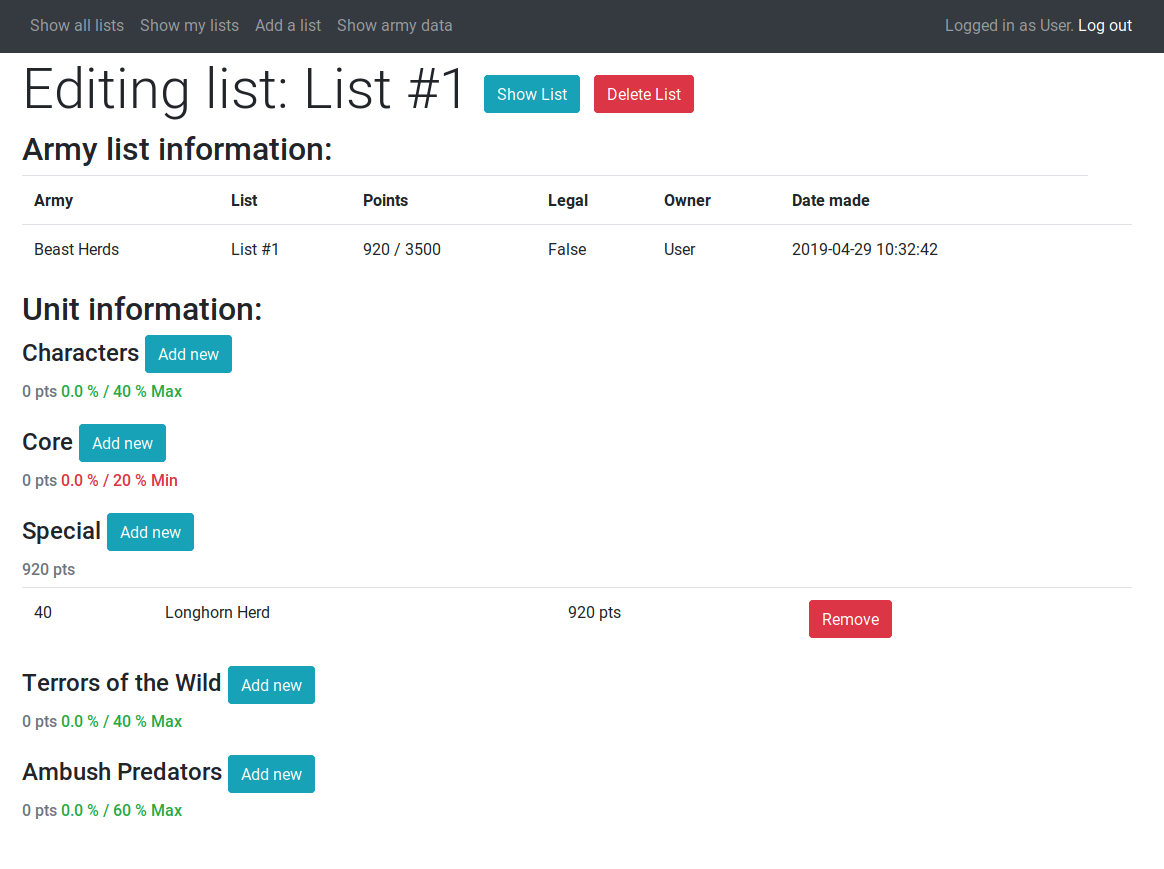 Show all lists Show my lists Add a list Show army data Logged in as User. Log out
Editing list: List #1 Show List Delete List
Army list information:
Army List Points Legal Owner Date made
Beast Herds List #1 920 / 3500 False User 2019-04-29 10:32:42
Unit information:
Characters Add new
0 pts 0.0 % / 40 % Max
Core Add new
0 pts 0.0 % / 20 % Min
Special Add new
920 pts
40 Longhorn Herd 920 pts Remove
Terrors of the Wild Add new
0 pts 0.0 % / 40 % Max
Ambush Predators Add new
0 pts 0.0 % / 60 % Max